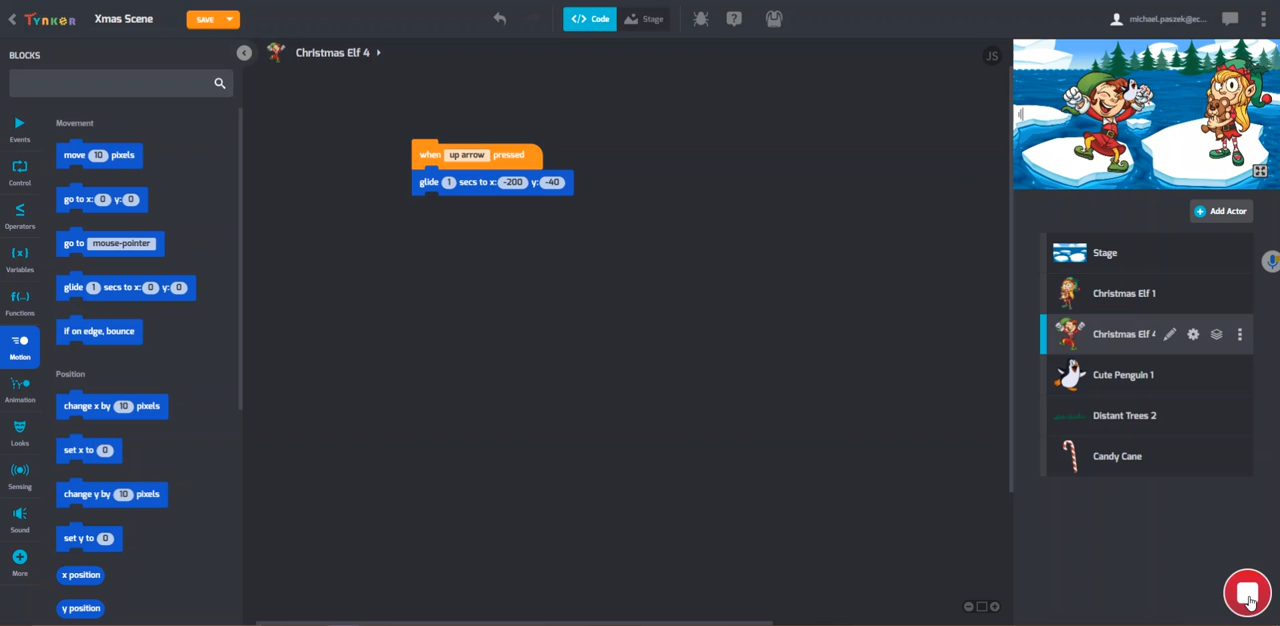 TYNKER Xmas Scene SAVE </> Code Stage michael.paszek@ec...
BLOCKS
Christmas Elf 4
JS
Events
Control
Operators
Variables
Functions
Motion
Animation
Looks
Sensing
Sound
More
{x}
f(...)
Movement
move 10 pixels
go to x: 0 y: 0
go to mouse-pointer
glide 1 secs to x: 0 y: 0
if on edge, bounce
Position
change x by 10 pixels
set x to 0
change y by 10 pixels
set y to 0
x position
y position
when up arrow pressed
glide 1 secs to x: -200 y: -40
Add Actor
Stage
Christmas Elf 1
Christmas Elf 4
Cute Penguin 1
Distant Trees 2
Candy Cane